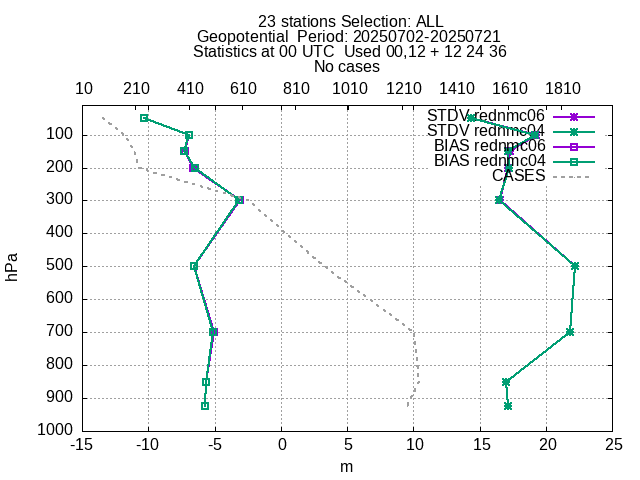 23 stations Selection: ALL
Geopotential  Period: 20250702-20250721
Statistics at 00 UTC  Used 00,12 + 12 24 36
No cases
10 210 410 610 810 1010 1210 1410 1610 1810
STDV rednmc06
STDV rednmc04
BIAS rednmc06
BIAS rednmc04
CASES
100
200
300
400
500
600
700
800
900
1000
hPa
-15 -10 -5 0 5 10 15 20 25
m